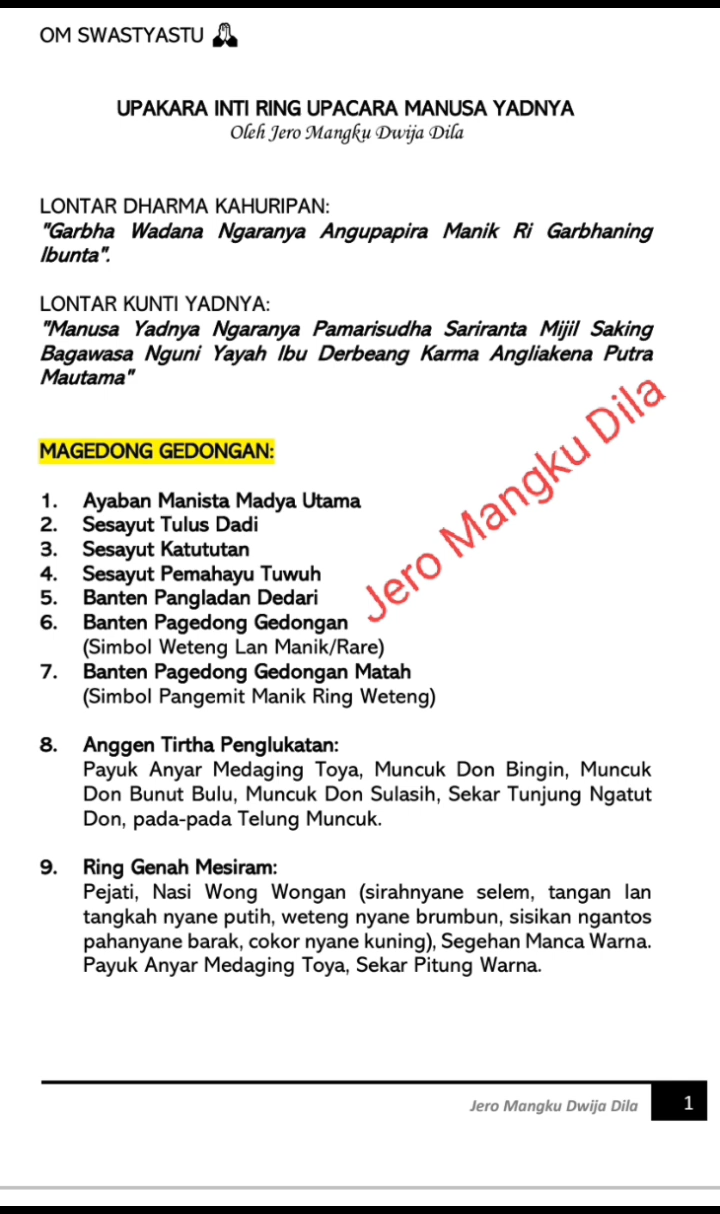 OM SWASTYASTU 🙏
UPAKARA INTI RING UPACARA MANUSA YADNYA
Oleh Jero Mangku Dwija Dila
LONTAR DHARMA KAHURIPAN:
"Garbha Wadana Ngaranya Angupapira Manik Ri Garbhaning
Ibunta".
LONTAR KUNTI YADNYA:
"Manusa Yadnya Ngaranya Pamarisudha Sariranta Mijil Saking
Bagawasa Nguni Yayah Ibu Derbeang Karma Angliakena Putra
Mautama"
MAGEDONG GEDONGAN:
1. Ayaban Manista Madya Utama
2. Sesayut Tulus Dadi
3. Sesayut Katututan
4. Sesayut Pemahayu Tuwuh
5. Banten Pangladan Dedari
6. Banten Pagedong Gedongan
(Simbol Weteng Lan Manik/Rare)
7. Banten Pagedong Gedongan Matah
(Simbol Pangemit Manik Ring Weteng)
8. Anggen Tirtha Penglukatan:
Payuk Anyar Medaging Toya, Muncuk Don Bingin, Muncuk
Don Bunut Bulu, Muncuk Don Sulasih, Sekar Tunjung Ngatut
Don, pada-pada Telung Muncuk.
9. Ring Genah Mesiram:
Pejati, Nasi Wong Wongan (sirahnyane selem, tangan lan
tangkah nyane putih, weteng nyane brumbun, sisikan ngantos
pahanyane barak, cokor nyane kuning), Segehan Manca Warna.
Payuk Anyar Medaging Toya, Sekar Pitung Warna.
Jero Mangku Dila
Jero Mangku Dwija Dila 1